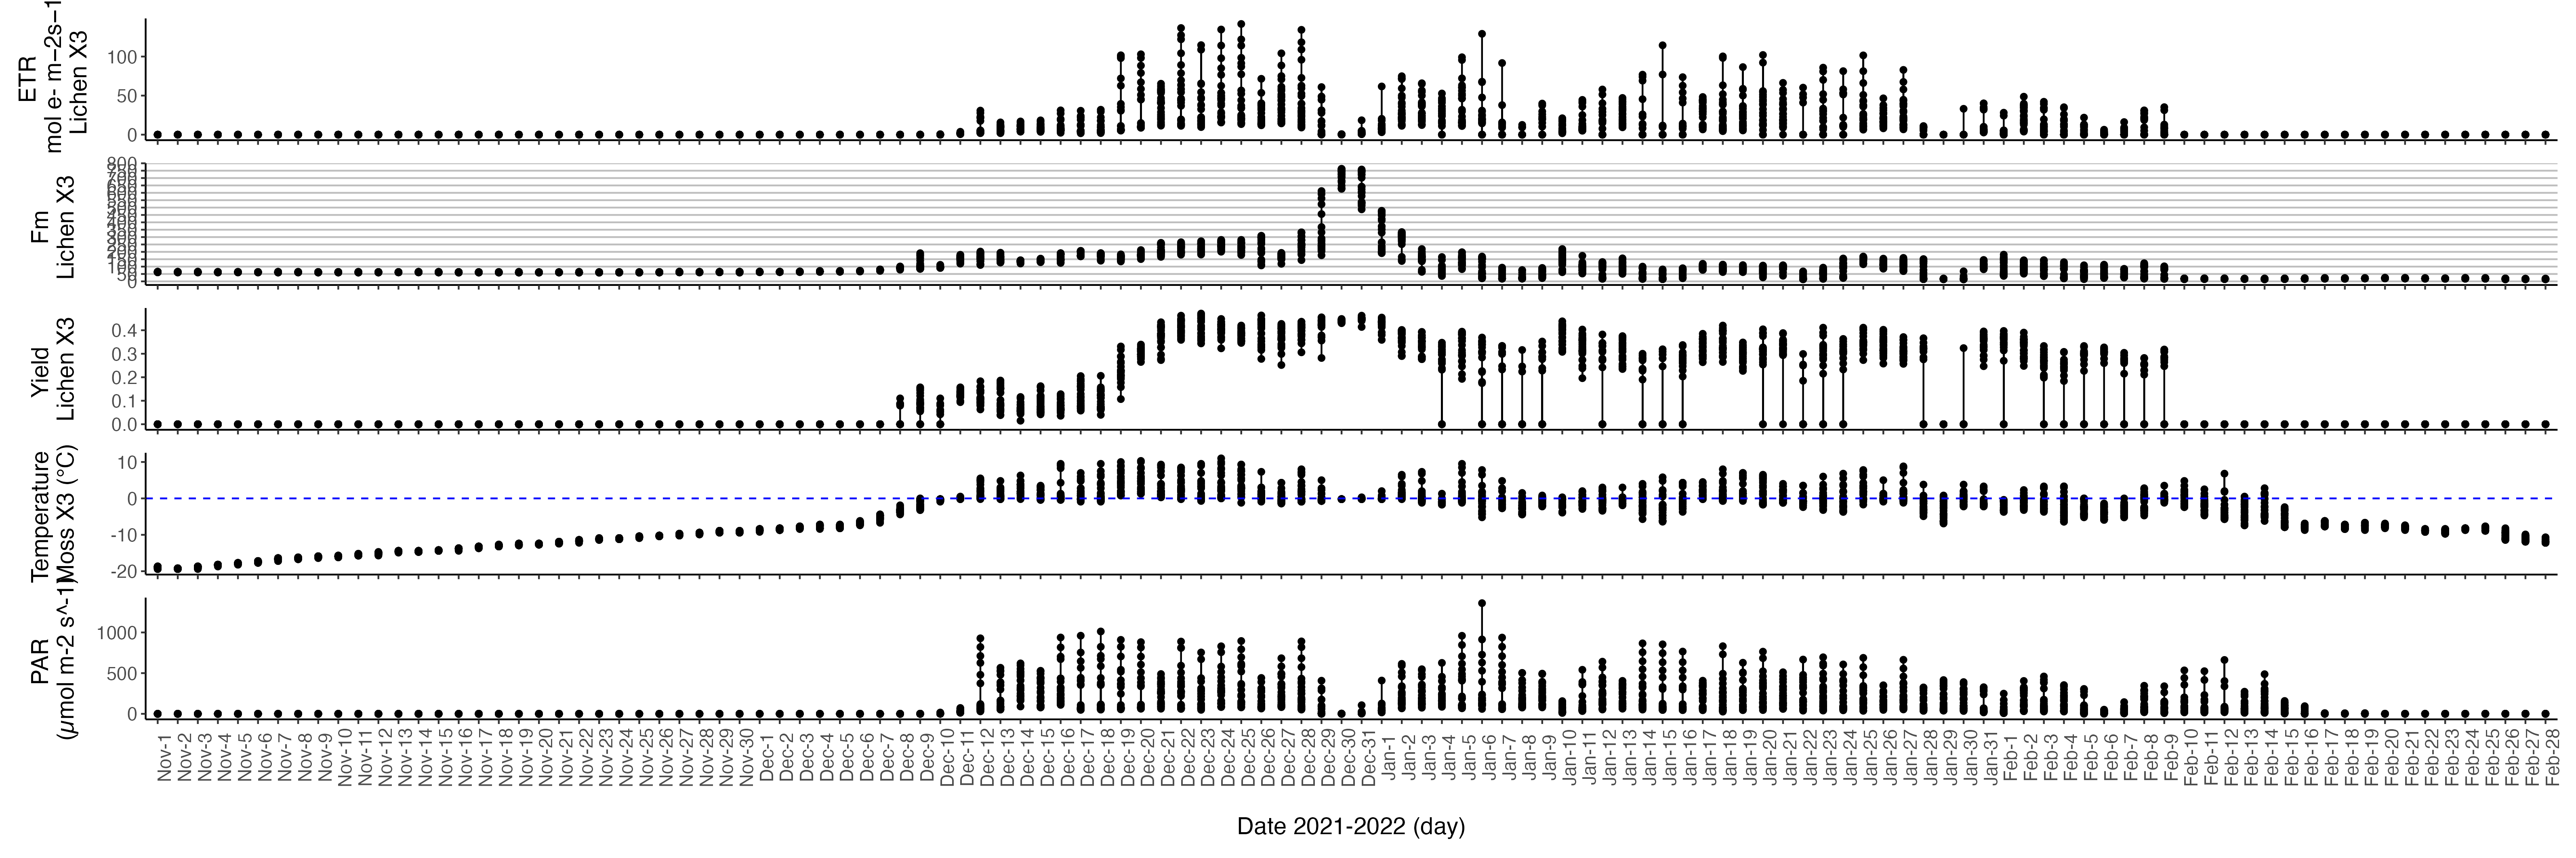 ETR
mol e- m−2s−1
Lichen X3
100
50
0
Fm
Lichen X3
800
50
0
Yield
Lichen X3
0.4
0.3
0.2
0.1
0.0
Temperature
Moss X3 (°C)
10
0
-10
-20
PAR
(µmol m-2 s^-1)
1000
500
0
Nov-1
Nov-2
Nov-3
Nov-4
Nov-5
Nov-6
Nov-7
Nov-8
Nov-9
Nov-10
Nov-11
Nov-12
Nov-13
Nov-14
Nov-15
Nov-16
Nov-17
Nov-18
Nov-19
Nov-20
Nov-21
Nov-22
Nov-23
Nov-24
Nov-25
Nov-26
Nov-27
Nov-28
Nov-29
Nov-30
Dec-1
Dec-2
Dec-3
Dec-4
Dec-5
Dec-6
Dec-7
Dec-8
Dec-9
Dec-10
Dec-11
Dec-12
Dec-13
Dec-14
Dec-15
Dec-16
Dec-17
Dec-18
Dec-19
Dec-20
Dec-21
Dec-22
Dec-23
Dec-24
Dec-25
Dec-26
Dec-27
Dec-28
Dec-29
Dec-30
Dec-31
Jan-1
Jan-2
Jan-3
Jan-4
Jan-5
Jan-6
Jan-7
Jan-8
Jan-9
Jan-10
Jan-11
Jan-12
Jan-13
Jan-14
Jan-15
Jan-16
Jan-17
Jan-18
Jan-19
Jan-20
Jan-21
Jan-22
Jan-23
Jan-24
Jan-25
Jan-26
Jan-27
Jan-28
Jan-29
Jan-30
Jan-31
Feb-1
Feb-2
Feb-3
Feb-4
Feb-5
Feb-6
Feb-7
Feb-8
Feb-9
Feb-10
Feb-11
Feb-12
Feb-13
Feb-14
Feb-15
Feb-16
Feb-17
Feb-18
Feb-19
Feb-20
Feb-21
Feb-22
Feb-23
Feb-24
Feb-25
Feb-26
Feb-27
Feb-28
Date 2021-2022 (day)